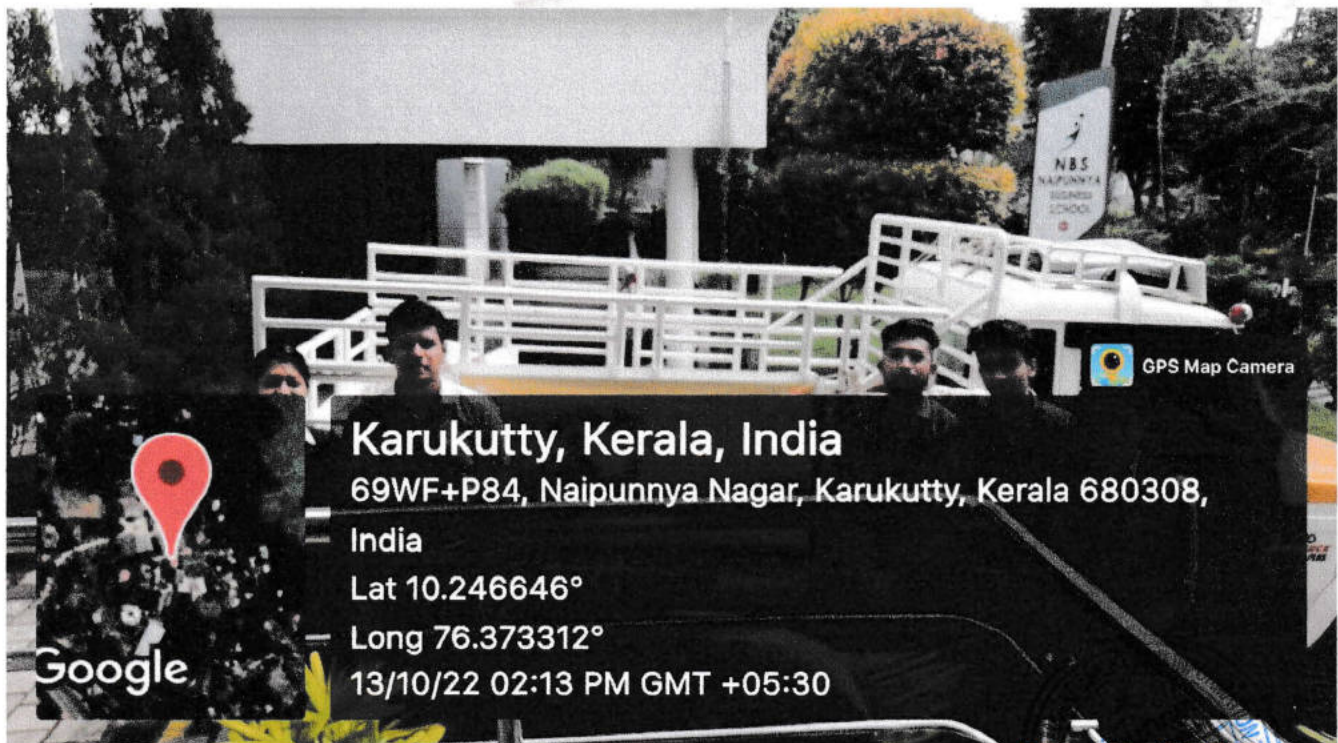 NBS
NAIPUNNYA
BUSINESS
SCHOOL
GPS Map Camera
Karukutty, Kerala, India
69WF+P84, Naipunnya Nagar, Karukutty, Kerala 680308,
India
Lat 10.246646°
Long 76.373312°
13/10/22 02:13 PM GMT +05:30
Google